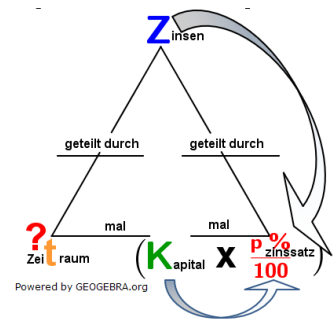 Zinsen
geteilt durch geteilt durch
mal mal
? p %
Zeitraum (Kapital x zinssatz)
100
Powered by GEOGEBRA.org